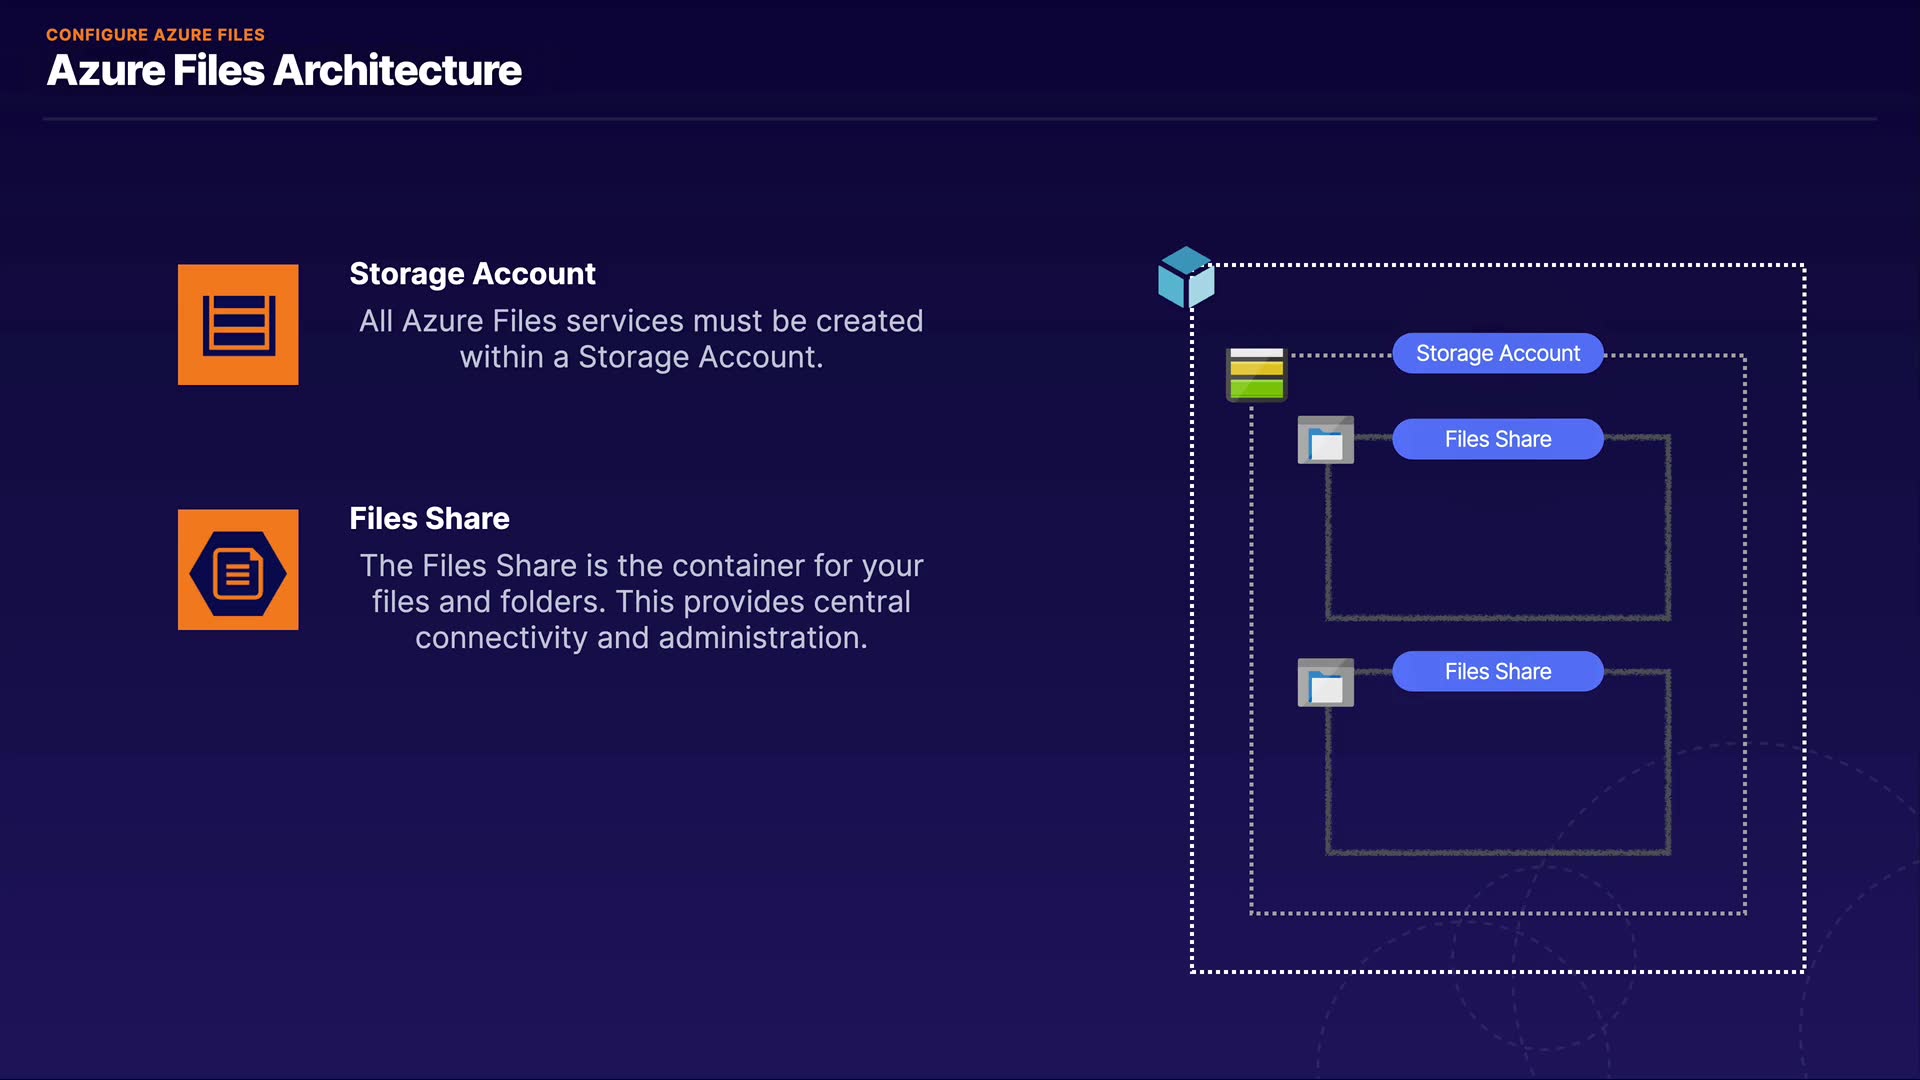 CONFIGURE AZURE FILES
Azure Files Architecture
Storage Account
All Azure Files services must be created
within a Storage Account.
Files Share
The Files Share is the container for your
files and folders. This provides central
connectivity and administration.
Storage Account
Files Share
Files Share